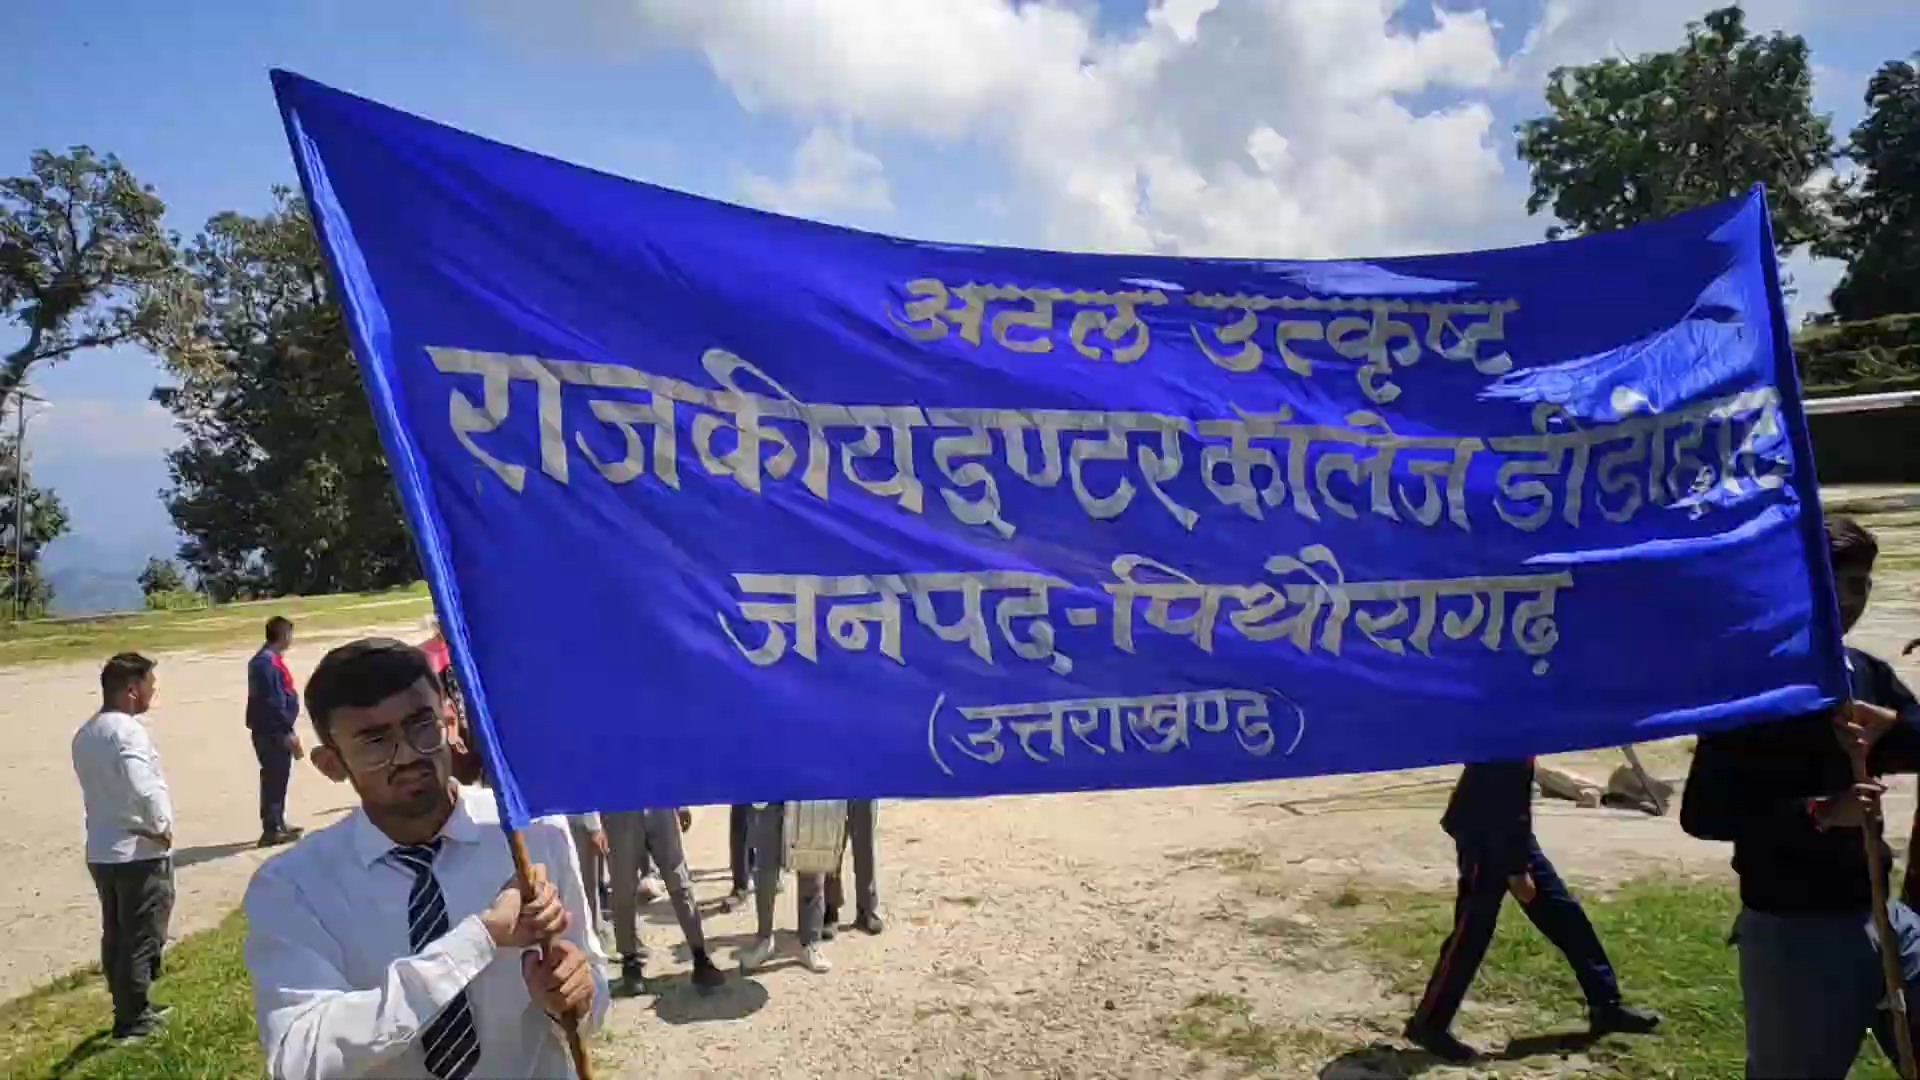 अटल उत्कृष्ट
राजकीय इण्टर कॉलेज डीडीहाट
जनपद-पिथौरागढ़
(उत्तराखण्ड)